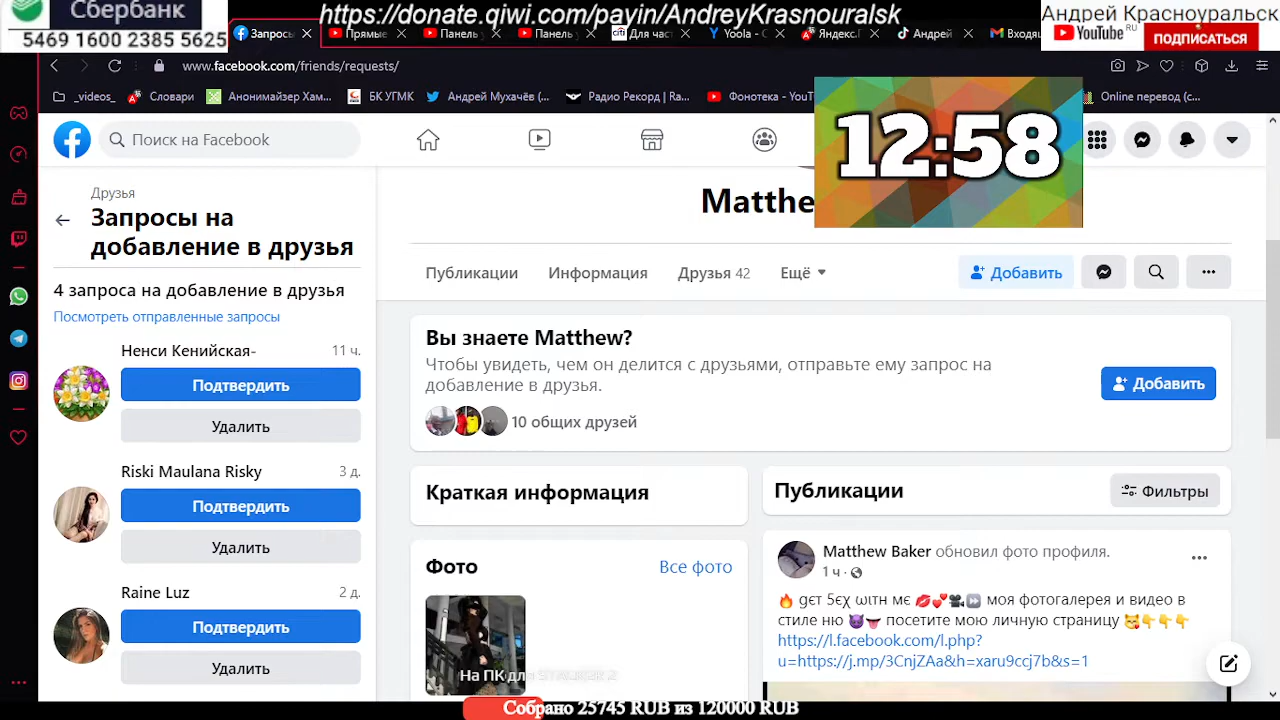 Сбербанк
5469 1600 2385 5625
https://donate.qiwi.com/payin/AndreyKrasnouralsk
Андрей Красноуральск
YouTube RU
ПОДПИСАТЬСЯ
Запросы
Прямые
Панель у
Панель у
citi Для част
Yoola - С
Яндекс.Г
Андрей
Входящ
www.facebook.com/friends/requests/
_videos_
Словари
Анонимайзер Хам...
БК УГМК
Андрей Мухачёв (...
Радио Рекорд | Ra...
Фонотека - YouT
Online перевод (с...
12:58
Поиск на Facebook
Друзья
Запросы на
добавление в друзья
4 запроса на добавление в друзья
Посмотреть отправленные запросы
Ненси Кенийская-
11 ч.
Подтвердить
Удалить
Riski Maulana Risky
3 д.
Подтвердить
Удалить
Raine Luz
2 д.
Подтвердить
Удалить
Matthe
Публикации
Информация
Друзья 42
Ещё
Добавить
Вы знаете Matthew?
Чтобы увидеть, чем он делится с друзьями, отправьте ему запрос на
добавление в друзья.
10 общих друзей
Добавить
Краткая информация
Фото
Все фото
Публикации
Фильтры
Matthew Baker обновил фото профиля.
1 ч ·
🔥 gєт 5єχ ωιтн мє 💋💕🎥⏩ моя фотогалерея и видео в
стиле ню 😈👅 посетите мою личную страницу 🥰👇👇👇
https://l.facebook.com/l.php?
u=https://j.mp/3CnjZAa&h=xaru9ccj7b&s=1
На ПК для
Собрано 25745 RUB из 120000 RUB